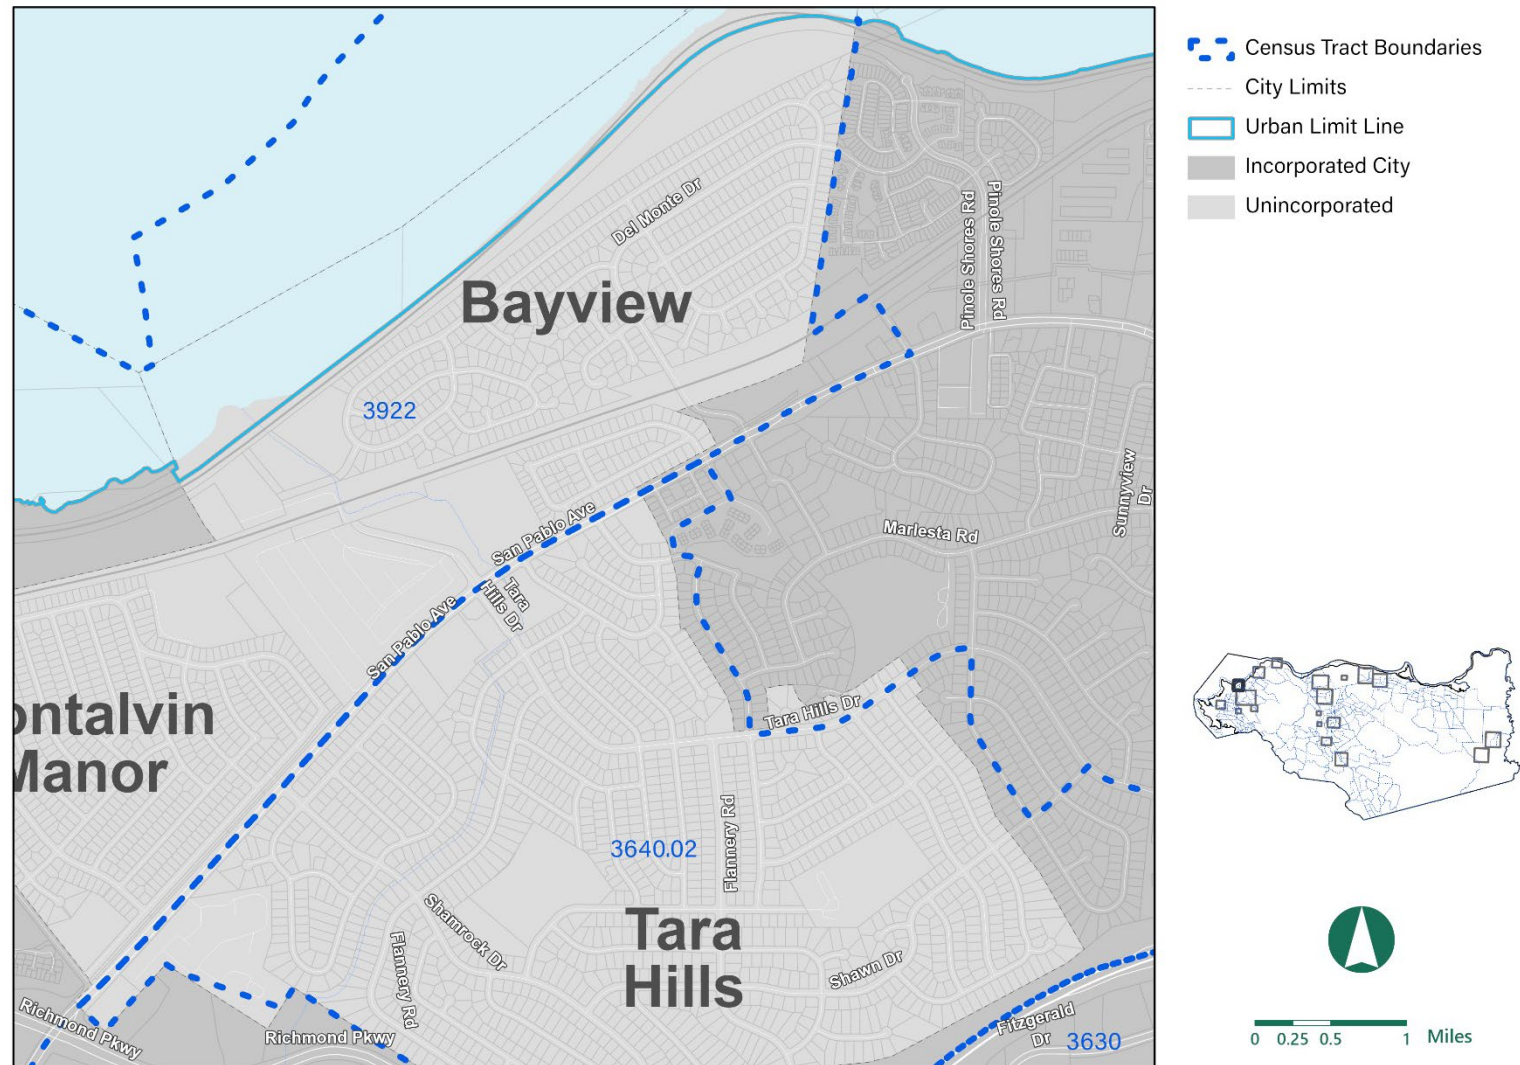 Census Tract Boundaries
City Limits
Urban Limit Line
Incorporated City
Unincorporated
Del Monte Dr
Pinole Shores Rd
Pinole Shores Rd
Bayview
3922
Sunnyview
Dr
Marlesta Rd
San Pablo Ave
Tara
Hills Dr
San Pablo Ave
ontalvin
Manor
Tara Hills Dr
3640.02
Flannery Rd
Shamrock Dr
Tara
Hills
Flannery Rd
Shawn Dr
Richmond Pkwy
Richmond Pkwy
Fitzgerald
Dr
3630
0 0.25 0.5 1 Miles